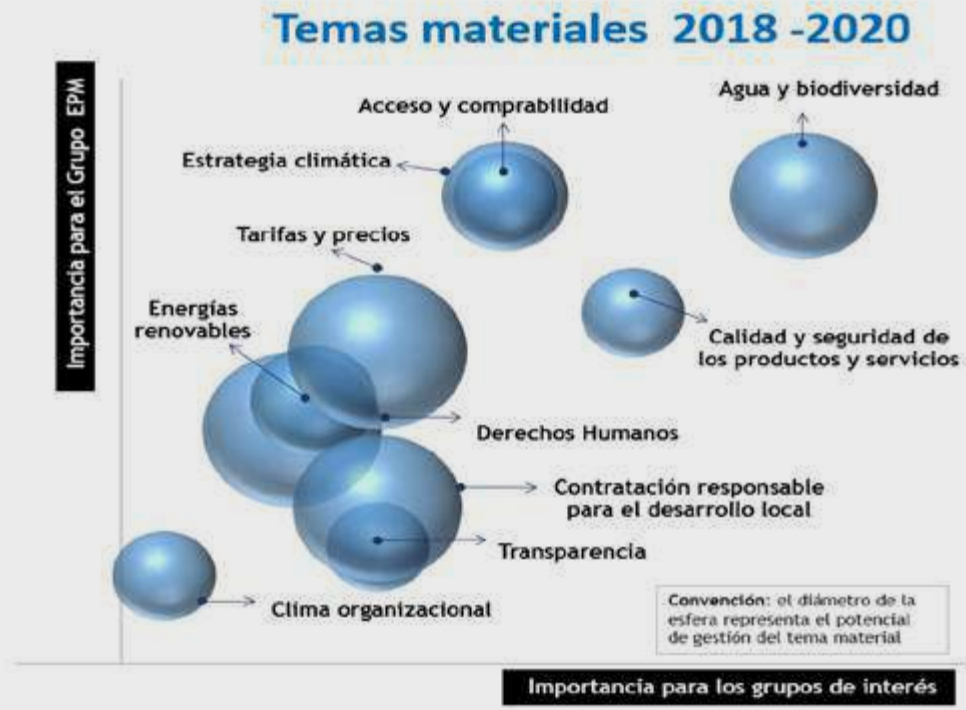 Temas materiales 2018 -2020
Importancia para el Grupo EPM
Agua y biodiversidad
Acceso y comprabilidad
Estrategia climática
Tarifas y precios
Energías
renovables
Calidad y seguridad de
los productos y servicios
Derechos Humanos
Contratación responsable
para el desarrollo local
Transparencia
Clima organizacional
Convención: el diámetro de la
esfera representa el potencial
de gestión del tema material
Importancia para los grupos de interés